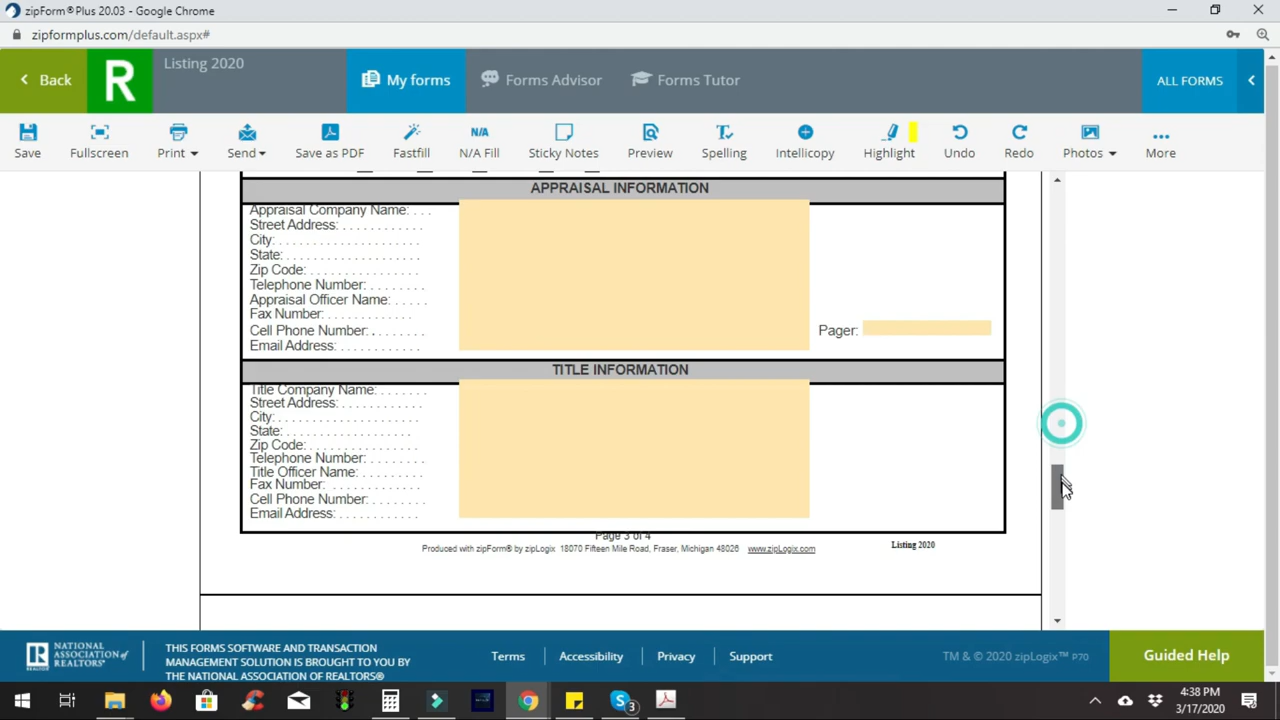 zipForm® Plus 20.03 - Google Chrome
zipformplus.com/default.aspx#
Back
R
Listing 2020
My forms
Forms Advisor
Forms Tutor
ALL FORMS
Save
Fullscreen
Print
Send
Save as PDF
Fastfill
N/A
N/A Fill
Sticky Notes
Preview
Spelling
Intellicopy
Highlight
Undo
Redo
Photos
More
APPRAISAL INFORMATION
Appraisal Company Name: . . .
Street Address: . . . . . . . . . . . .
City: . . . . . . . . . . . . . . . . . . . . .
State: . . . . . . . . . . . . . . . . . . . .
Zip Code: . . . . . . . . . . . . . . . .
Telephone Number: . . . . . . . .
Appraisal Officer Name: . . . . .
Fax Number: . . . . . . . . . . . . .
Cell Phone Number: . . . . . . . .
Pager:
Email Address: . . . . . . . . . . . .
TITLE INFORMATION
Title Company Name: . . . . . . .
Street Address: . . . . . . . . . . . .
City: . . . . . . . . . . . . . . . . . . . . .
State: . . . . . . . . . . . . . . . . . . .
Zip Code: . . . . . . . . . . . . . . .
Telephone Number: . . . . . . . .
Title Officer Name: . . . . . . . . .
Fax Number: . . . . . . . . . . . . .
Cell Phone Number: . . . . . . . .
Email Address: . . . . . . . . . . . .
Page 3 of 4
Produced with zipForm® by zipLogix 18070 Fifteen Mile Road, Fraser, Michigan 48026 www.zipLogix.com
Listing 2020
NATIONAL ASSOCIATION of REALTORS®
THIS FORMS SOFTWARE AND TRANSACTION
MANAGEMENT SOLUTION IS BROUGHT TO YOU BY
THE NATIONAL ASSOCIATION OF REALTORS®
Terms
Accessibility
Privacy
Support
TM & © 2020 zipLogix™ P70
Guided Help
3
4:38 PM
3/17/2020